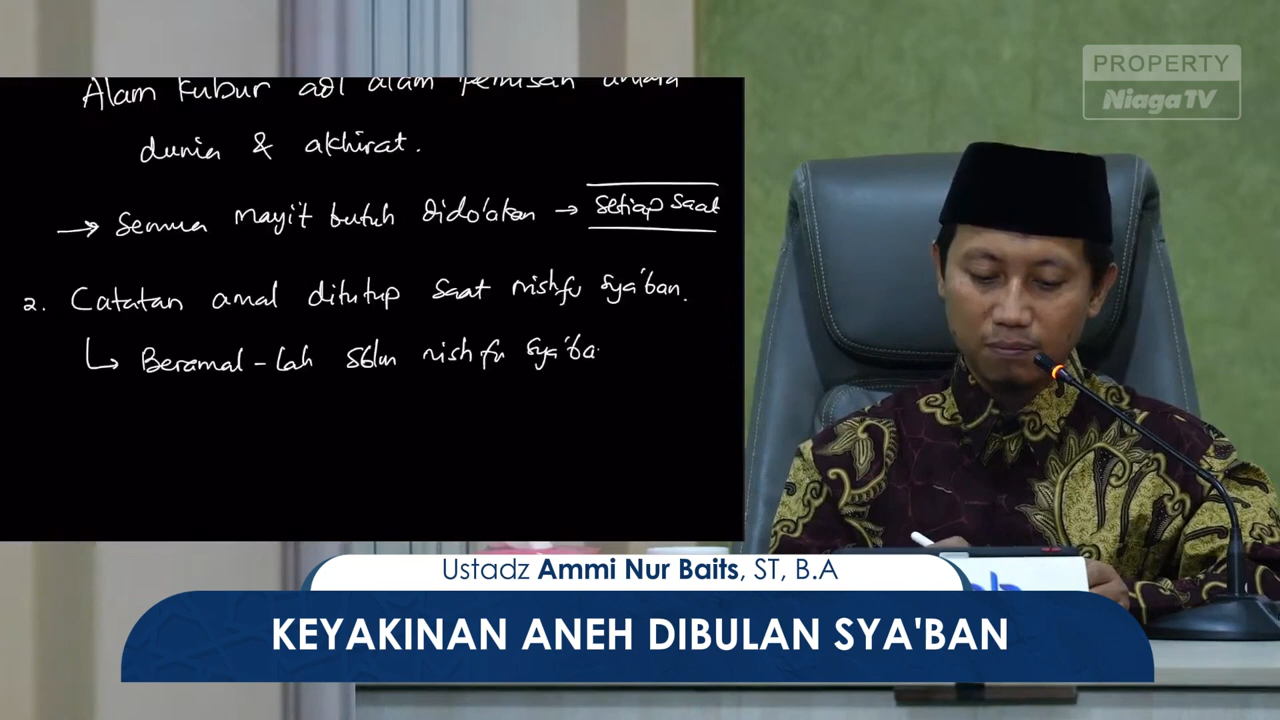 PROPERTY
NiagaTV
Alam kubur adl alam pemisah antara
dunia & akhirat.
→ Semua mayit butuh dido'akan → setiap saat
2. Catatan amal ditutup saat nishfu sya'ban.
↳ Beramal-lah sblm nishfu sya'ba
Ustadz Ammi Nur Baits, ST, B.A
KEYAKINAN ANEH DIBULAN SYA'BAN